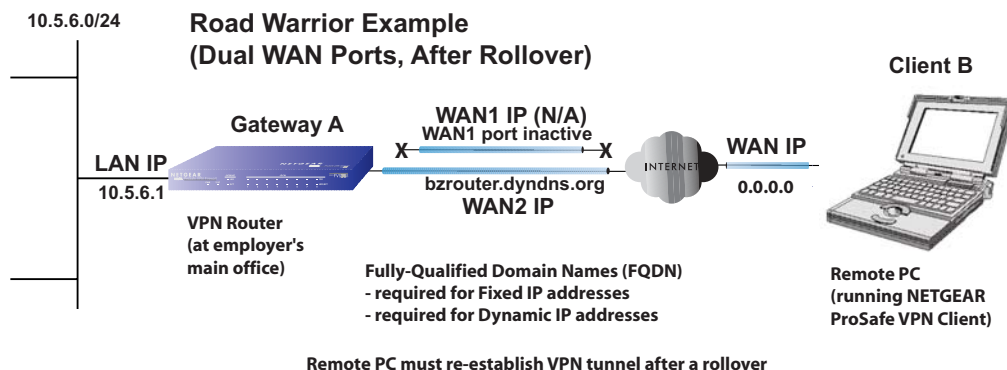 10.5.6.0/24
Road Warrior Example
(Dual WAN Ports, After Rollover)
Client B
Gateway A
WAN1 IP (N/A)
WAN1 port inactive
X
X
LAN IP
10.5.6.1
NETGEAR
bzrouter.dyndns.org
WAN2 IP
INTERNET
WAN IP
0.0.0.0
VPN Router
(at employer's
main office)
Fully-Qualified Domain Names (FQDN)
- required for Fixed IP addresses
- required for Dynamic IP addresses
Remote PC
(running NETGEAR
ProSafe VPN Client)
Remote PC must re-establish VPN tunnel after a rollover